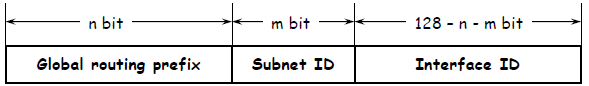 n bit m bit 128 – n - m bit
Global routing prefix Subnet ID Interface ID